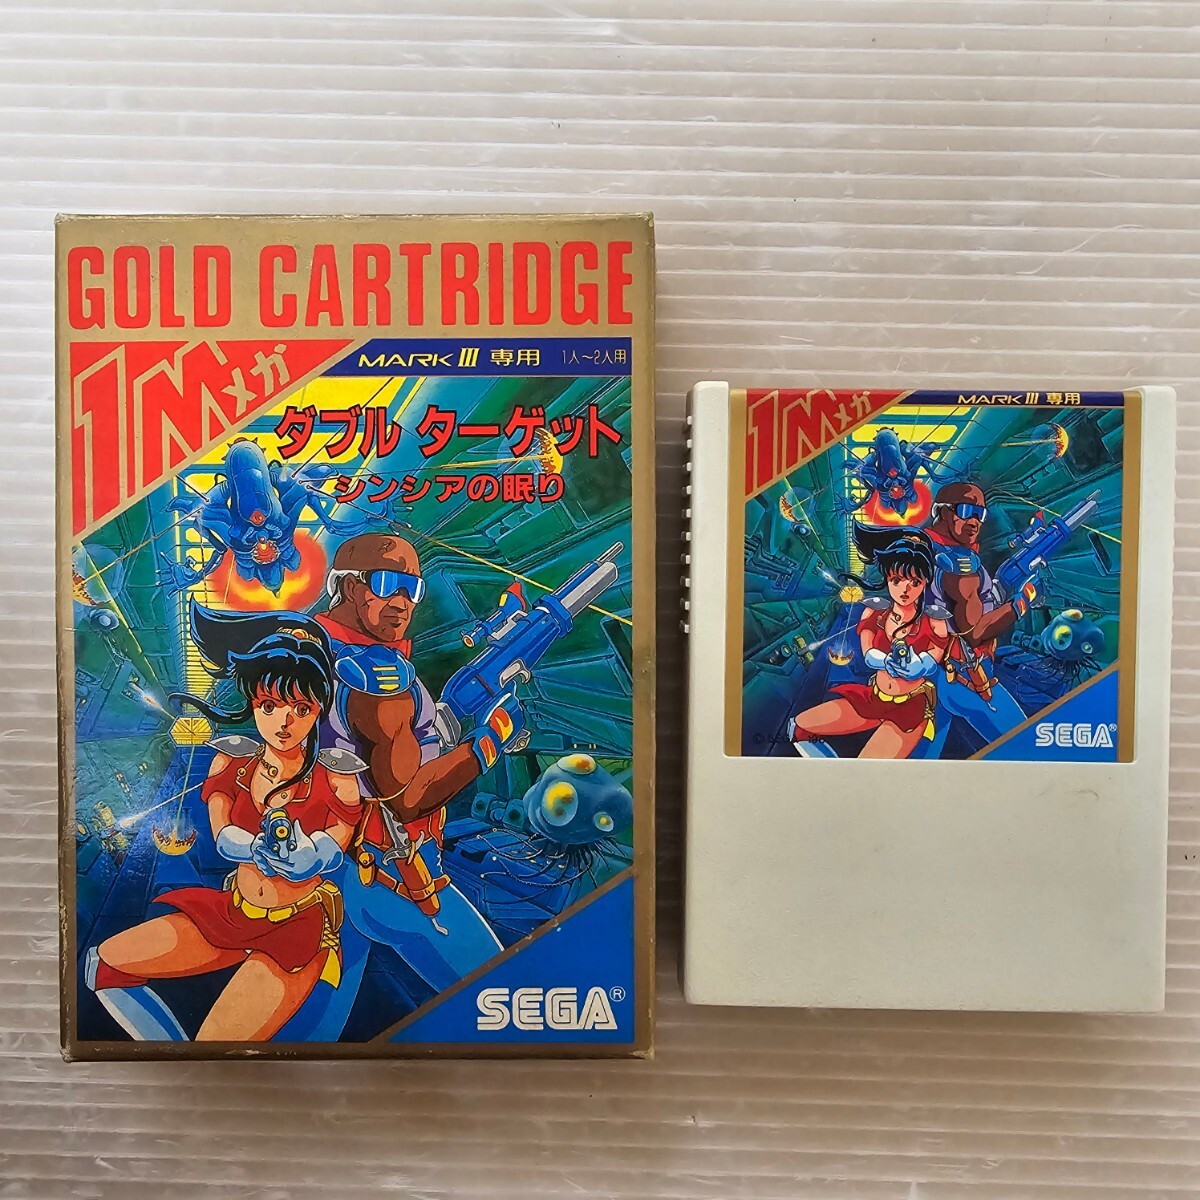 GOLD CARTRIDGE
1Mメガ
MARK III 専用 1人〜2人用
ダブル ターゲット
シンシアの眠り
SEGA®
1Mメガ
MARK III 専用
SEGA®